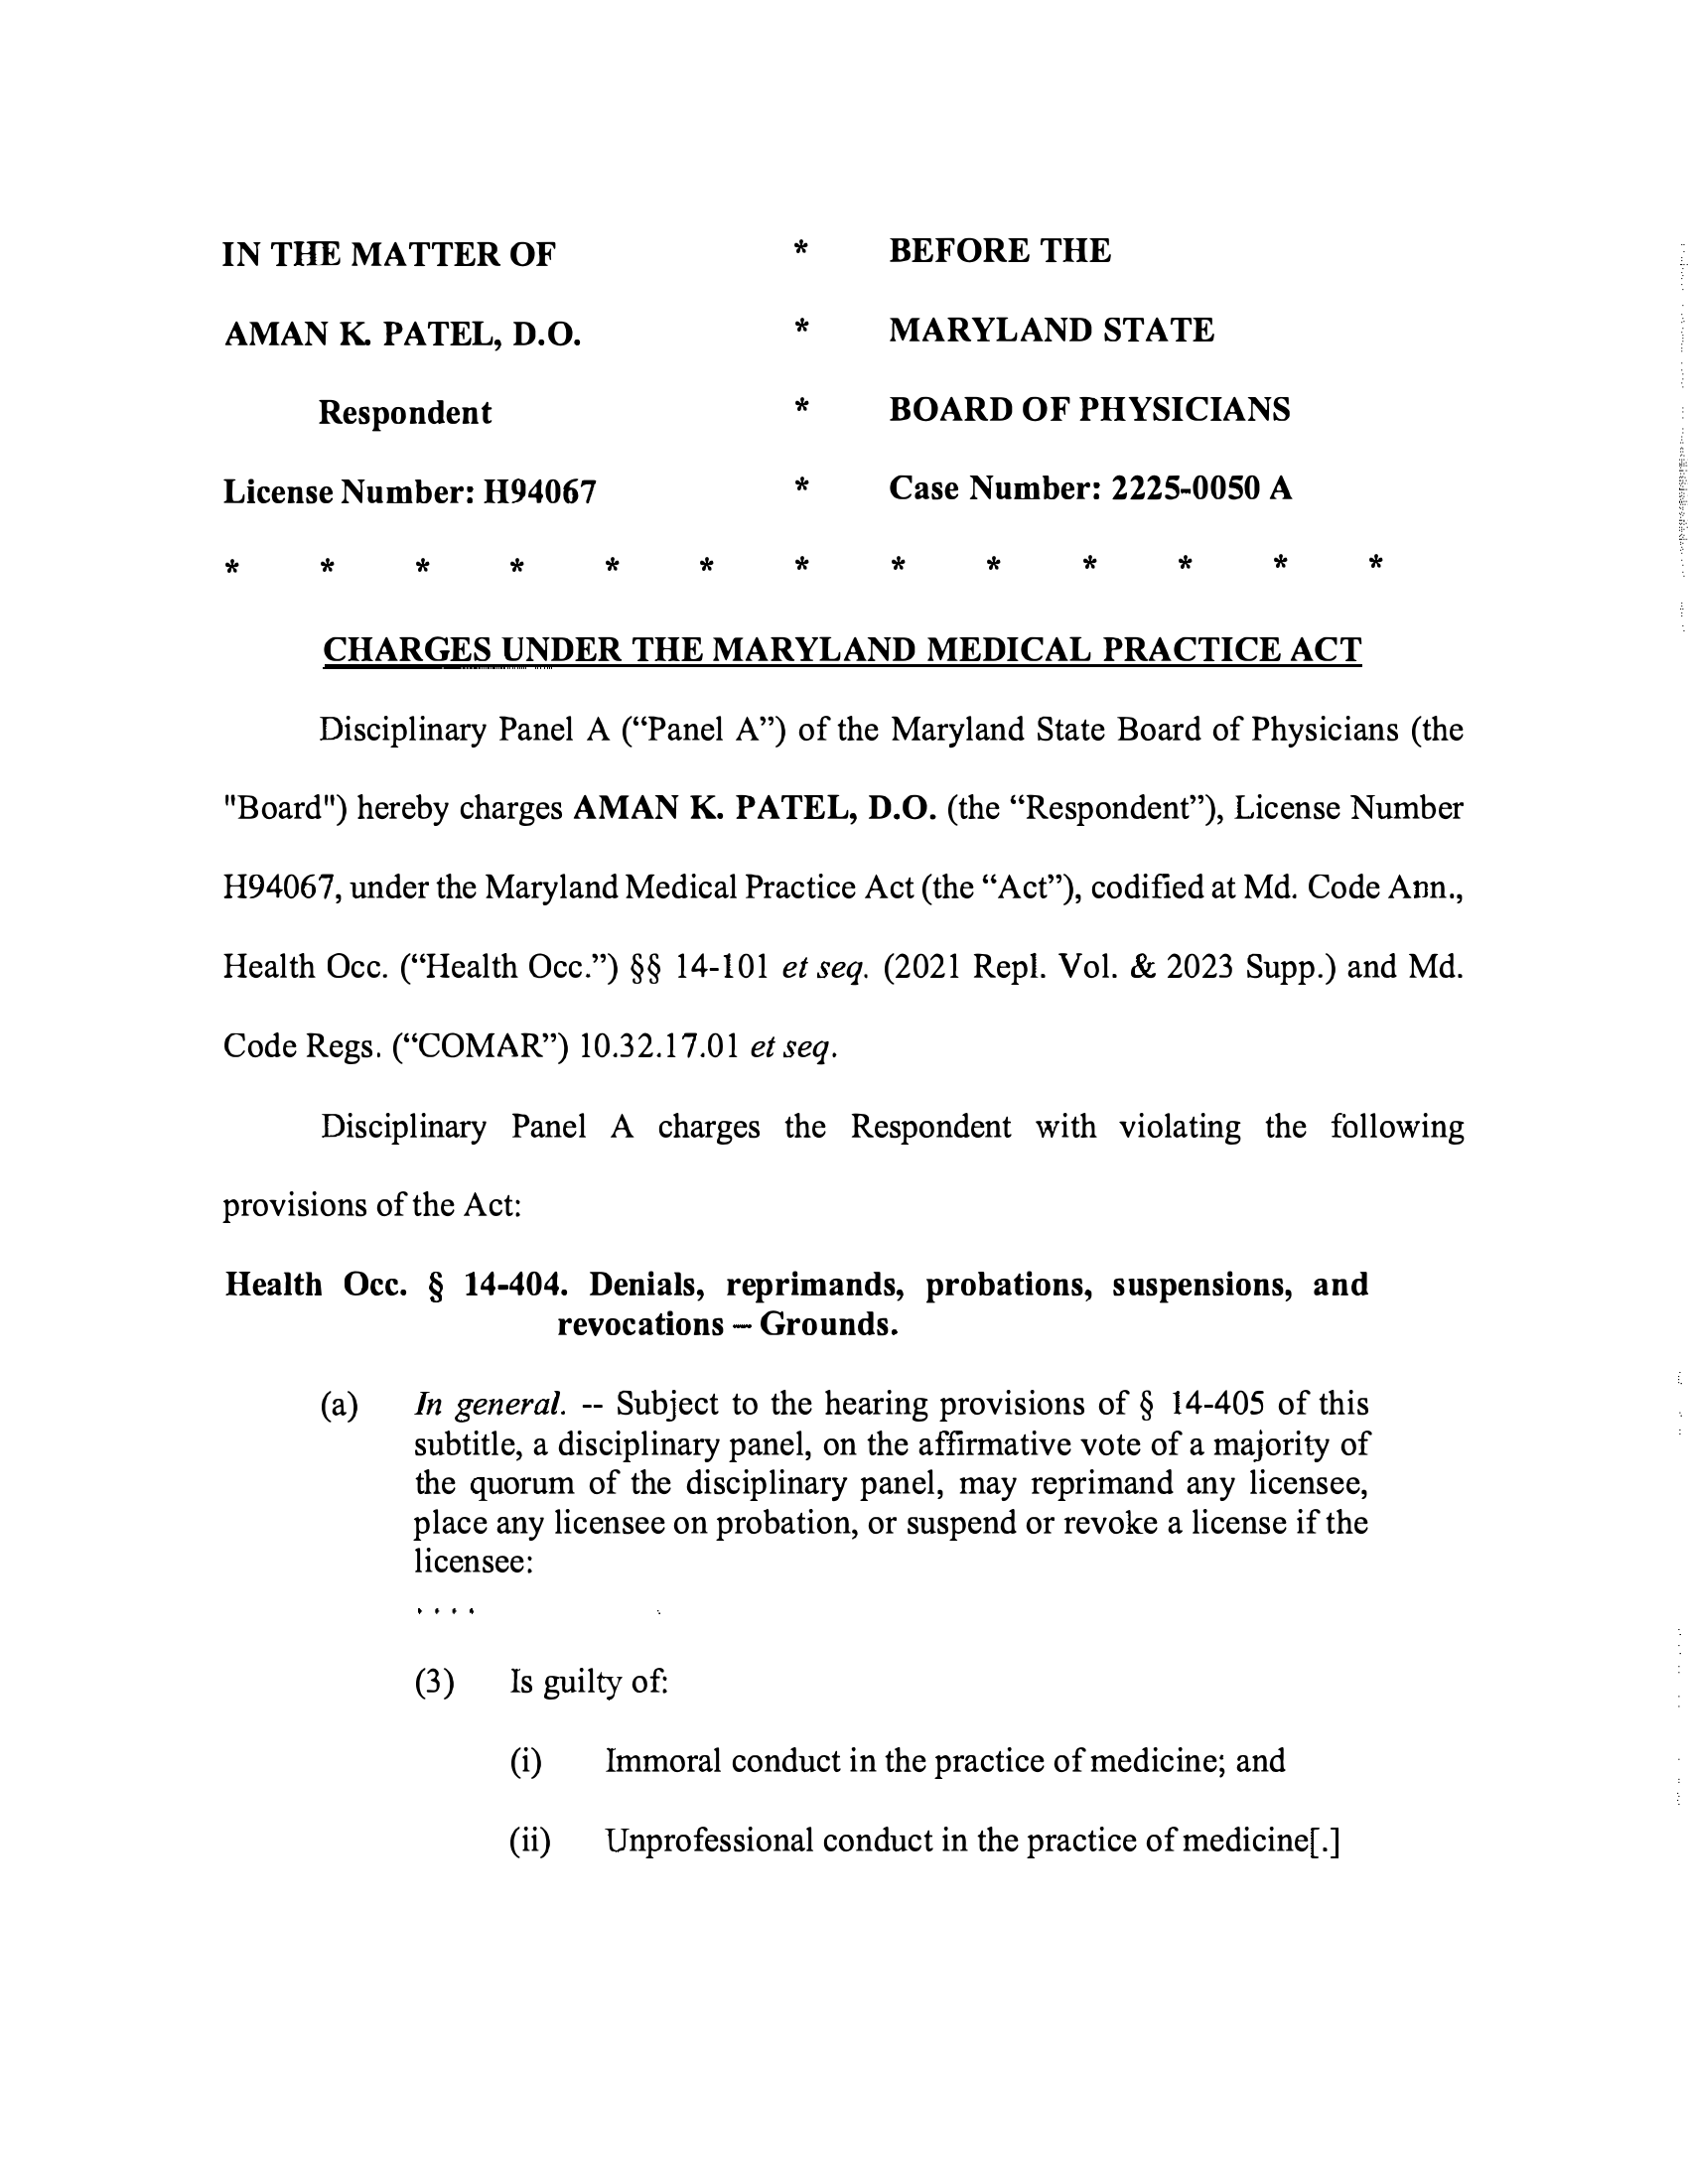 IN THE MATTER OF * BEFORE THE
AMAN K. PATEL, D.O. * MARYLAND STATE
Respondent * BOARD OF PHYSICIANS
License Number: H94067 * Case Number: 2225-0050 A
* * * * * * * * * * * * *
CHARGES UNDER THE MARYLAND MEDICAL PRACTICE ACT
Disciplinary Panel A (“Panel A”) of the Maryland State Board of Physicians (the
"Board") hereby charges AMAN K. PATEL, D.O. (the “Respondent”), License Number
H94067, under the Maryland Medical Practice Act (the “Act”), codified at Md. Code Ann.,
Health Occ. (“Health Occ.”) §§ 14-101 et seq. (2021 Repl. Vol. & 2023 Supp.) and Md.
Code Regs. (“COMAR”) 10.32.17.01 et seq.
Disciplinary Panel A charges the Respondent with violating the following
provisions of the Act:
Health Occ. § 14-404. Denials, reprimands, probations, suspensions, and
revocations – Grounds.
(a) In general. -- Subject to the hearing provisions of § 14-405 of this
subtitle, a disciplinary panel, on the affirmative vote of a majority of
the quorum of the disciplinary panel, may reprimand any licensee,
place any licensee on probation, or suspend or revoke a license if the
licensee:
. . . .
(3) Is guilty of:
(i) Immoral conduct in the practice of medicine; and
(ii) Unprofessional conduct in the practice of medicine[.]